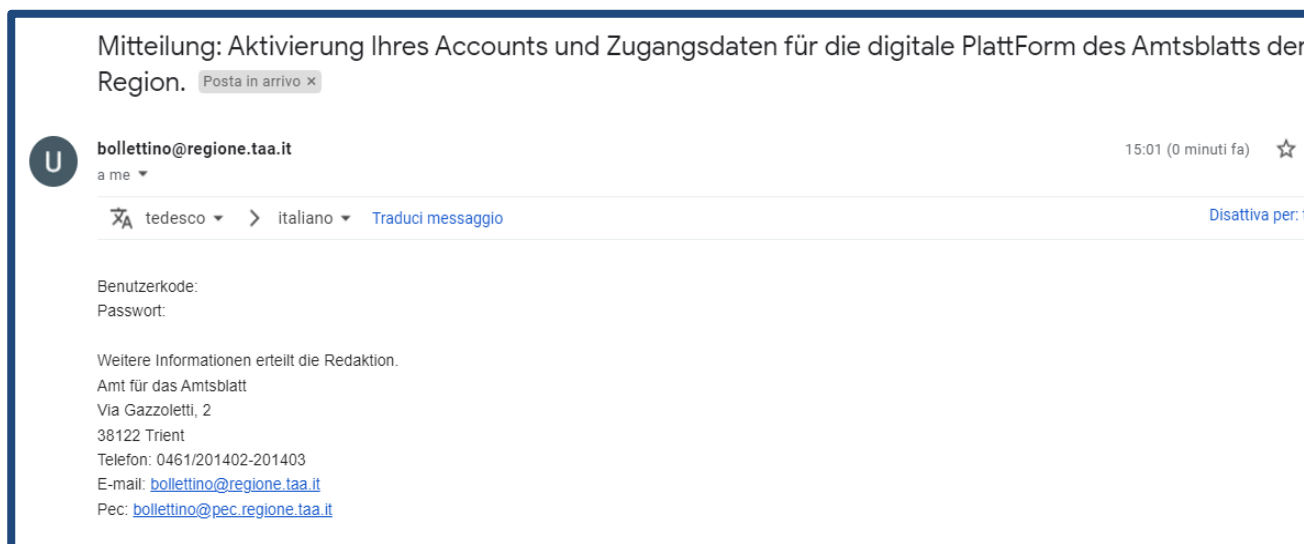 Mitteilung: Aktivierung Ihres Accounts und Zugangsdaten für die digitale PlattForm des Amtsblatts der
Region. Posta in arrivo ×
U
bollettino@regione.taa.it 15:01 (0 minuti fa)
a me
tedesco > italiano Traduci messaggio Disattiva per:
Benutzerkode:
Passwort:
Weitere Informationen erteilt die Redaktion.
Amt für das Amtsblatt
Via Gazzoletti, 2
38122 Trient
Telefon: 0461/201402-201403
E-mail: bollettino@regione.taa.it
Pec: bollettino@pec.regione.taa.it